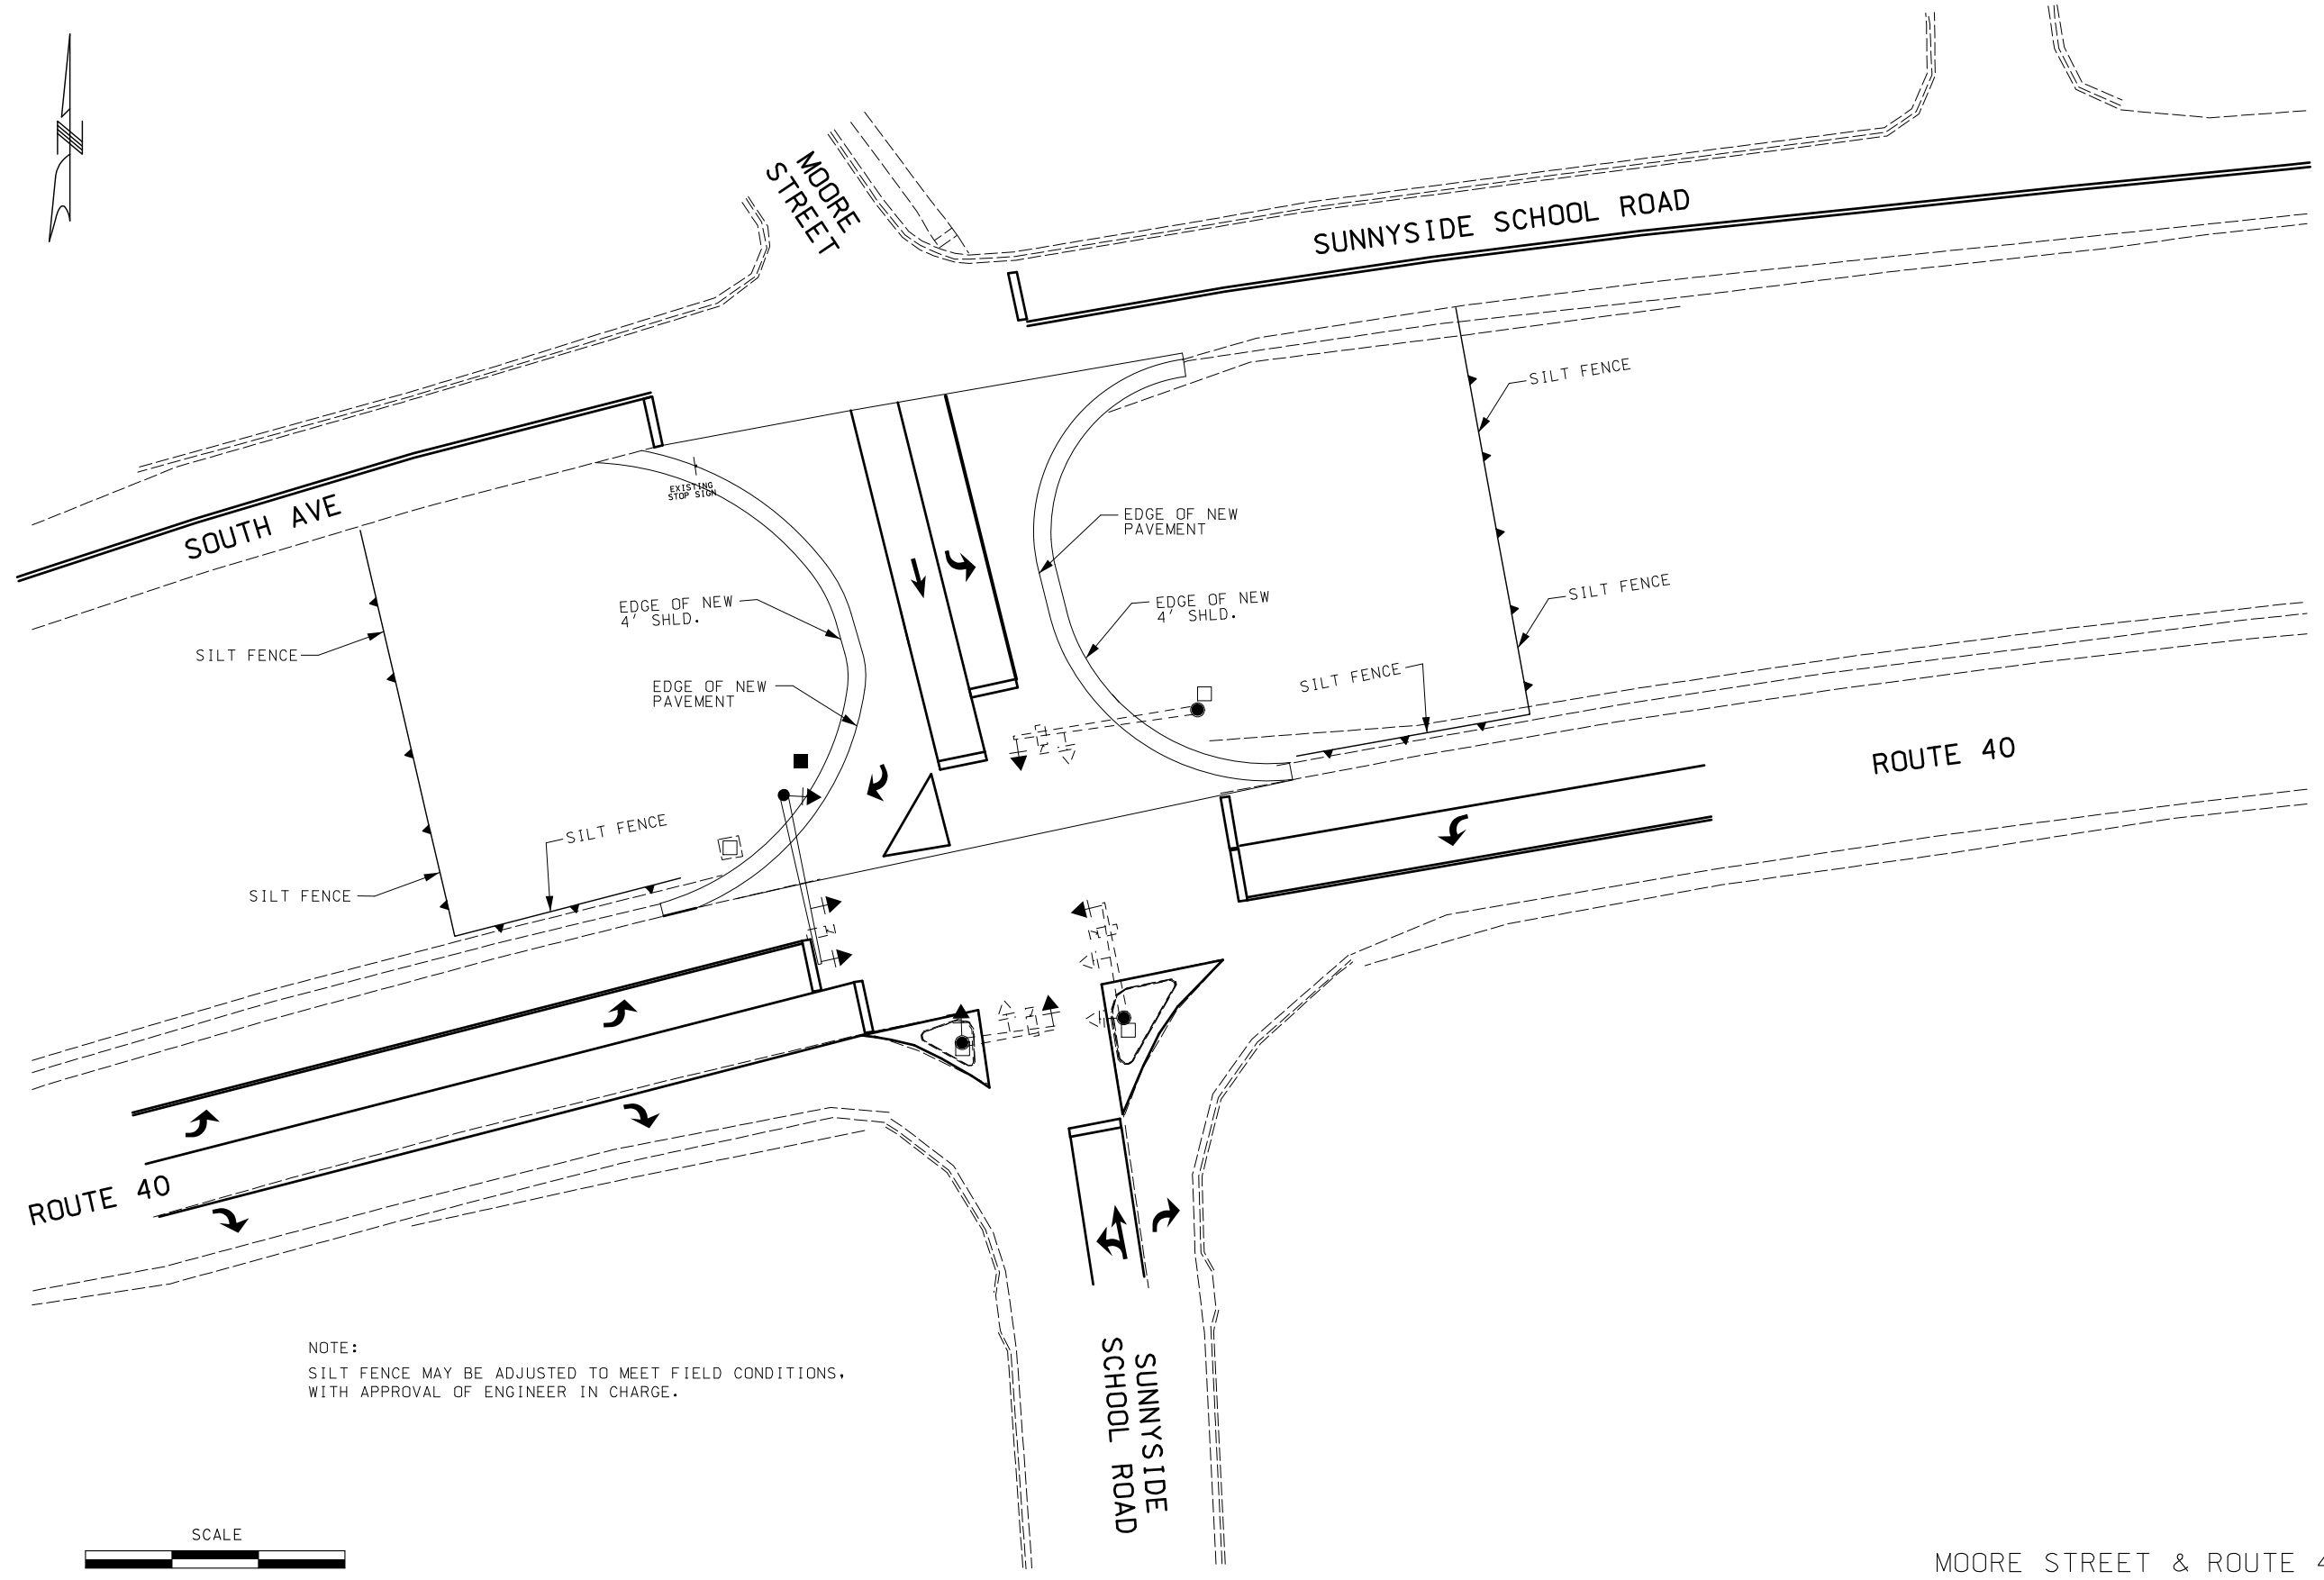 N
MOORE
STREET
SUNNYSIDE SCHOOL ROAD
SILT FENCE
EXISTING
STOP SIGN
SOUTH AVE
EDGE OF NEW
PAVEMENT
SILT FENCE
EDGE OF NEW
4' SHLD.
EDGE OF NEW
4' SHLD.
SILT FENCE
SILT FENCE
EDGE OF NEW
PAVEMENT
ROUTE 40
SILT FENCE
SILT FENCE
ROUTE 40
NOTE:
SILT FENCE MAY BE ADJUSTED TO MEET FIELD CONDITIONS,
WITH APPROVAL OF ENGINEER IN CHARGE.
SUNNYSIDE
SCHOOL ROAD
SCALE
MOORE STREET & ROUTE